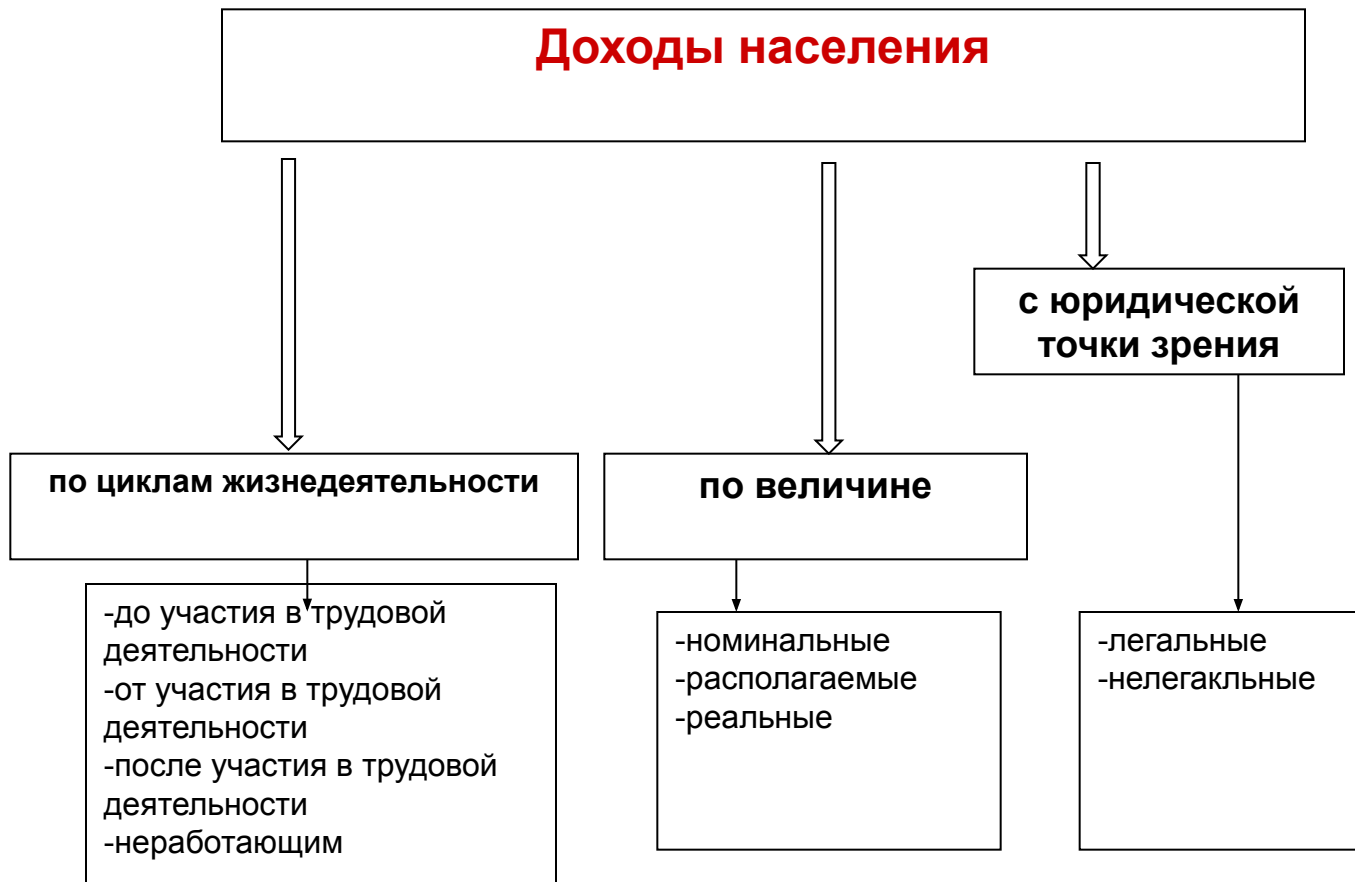 Доходы населения
с юридической
точки зрения
по циклам жизнедеятельности
по величине
-до участия в трудовой
деятельности
-от участия в трудовой
деятельности
-после участия в трудовой
деятельности
-неработающим
-номинальные
-располагаемые
-реальные
-легальные
-нелегакльные